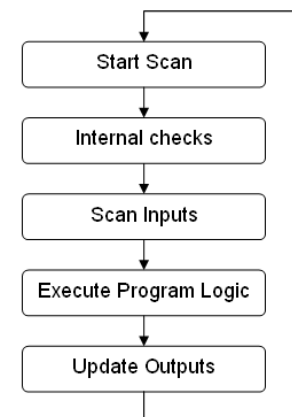 Start Scan
Internal checks
Scan Inputs
Execute Program Logic
Update Outputs